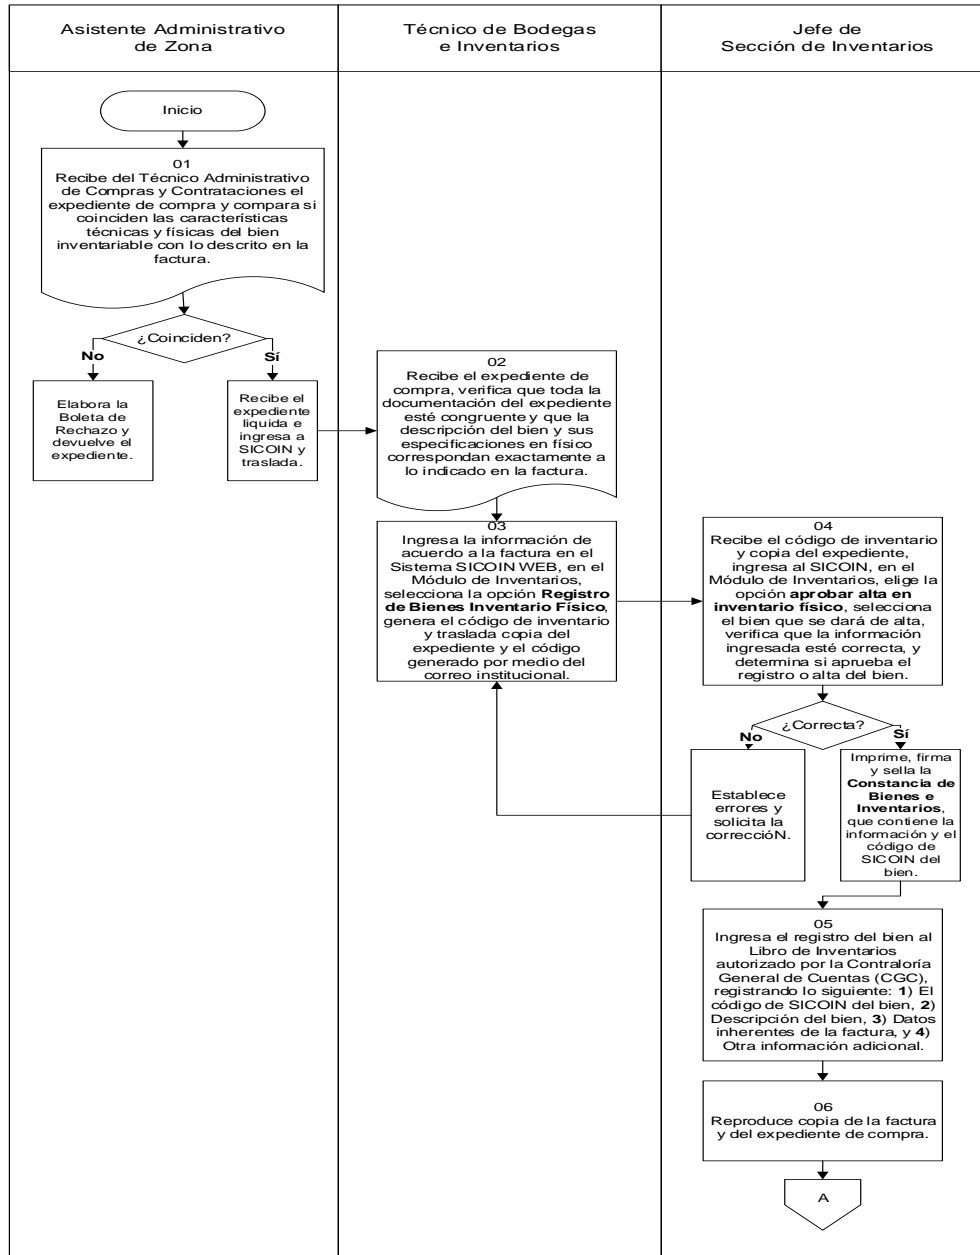 Asistente Administrativo
de Zona
Técnico de Bodegas
e Inventarios
Jefe de
Sección de Inventarios
Inicio
01
Recibe del Técnico Administrativo
de Compras y Contrataciones el
expediente de compra y compara si
coinciden las características
técnicas y físicas del bien
inventariable con lo descrito en la
factura.
¿Coinciden?
No
Sí
Elabora la
Boleta de
Rechazo y
devuelve el
expediente.
Recibe el
expediente
liquida e
ingresa a
SICOIN y
traslada.
02
Recibe el expediente de
compra, verifica que toda la
documentación del expediente
esté congruente y que la
descripción del bien y sus
especificaciones en físico
correspondan exactamente a
lo indicado en la factura.
03
Ingresa la información de
acuerdo a la factura en el
Sistema SICOIN WEB, en el
Módulo de Inventarios,
selecciona la opción Registro
de Bienes Inventario Físico,
genera el código de inventario
y traslada copia del
expediente y el código
generado por medio del
correo institucional.
04
Recibe el código de inventario
y copia del expediente,
ingresa al SICOIN, en el
Módulo de Inventarios, elige la
opción aprobar alta en
inventario físico, selecciona
el bien que se dará de alta,
verifica que la información
ingresada esté correcta, y
determina si aprueba el
registro o alta del bien.
¿Correcta?
No
Sí
Establece
errores y
solicita la
correccióN.
Imprime, firma
y sella la
Constancia de
Bienes e
Inventarios,
que contiene la
información y el
código de
SICOIN del
bien.
05
Ingresa el registro del bien al
Libro de Inventarios
autorizado por la Contraloría
General de Cuentas (CGC),
registrando lo siguiente: 1) El
código de SICOIN del bien, 2)
Descripción del bien, 3) Datos
inherentes de la factura, y 4)
Otra información adicional.
06
Reproduce copia de la factura
y del expediente de compra.
A